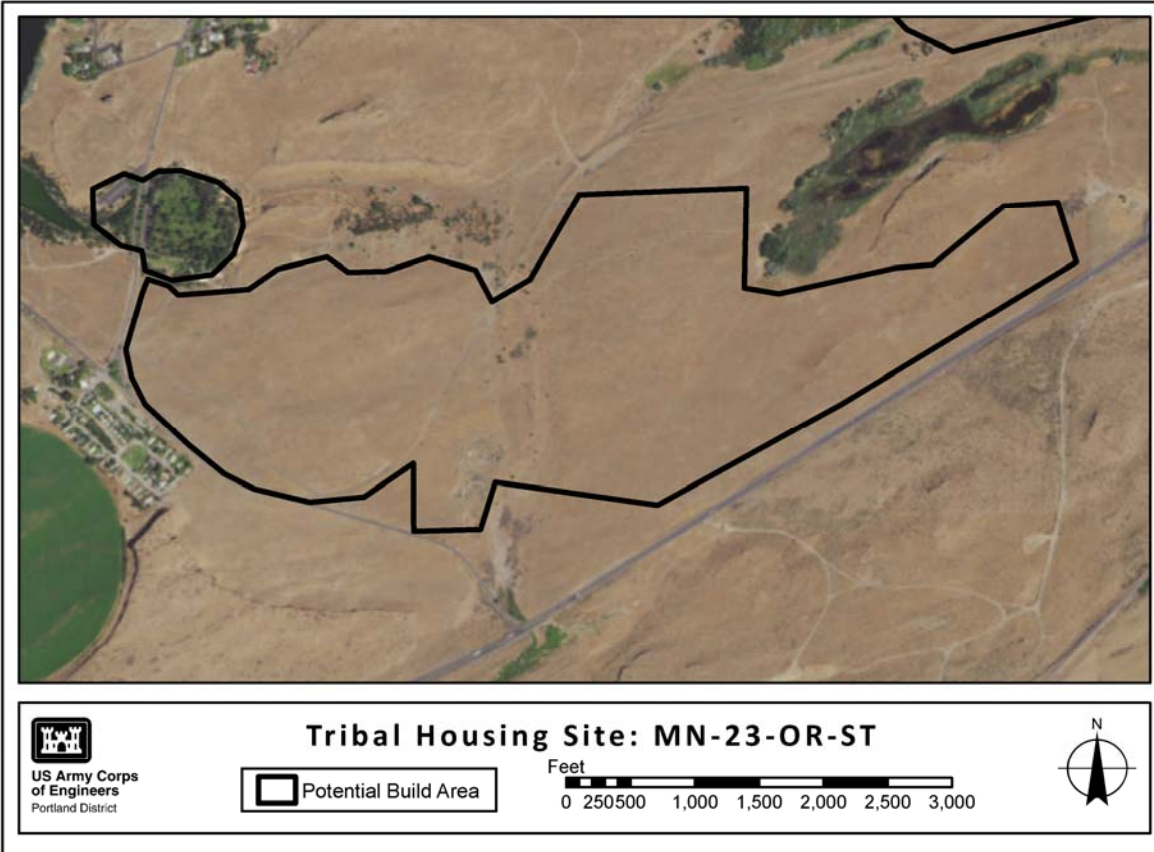 Tribal Housing Site: MN-23-OR-ST
US Army Corps
of Engineers
Portland District
Potential Build Area
Feet
0 250500 1,000 1,500 2,000 2,500 3,000
N